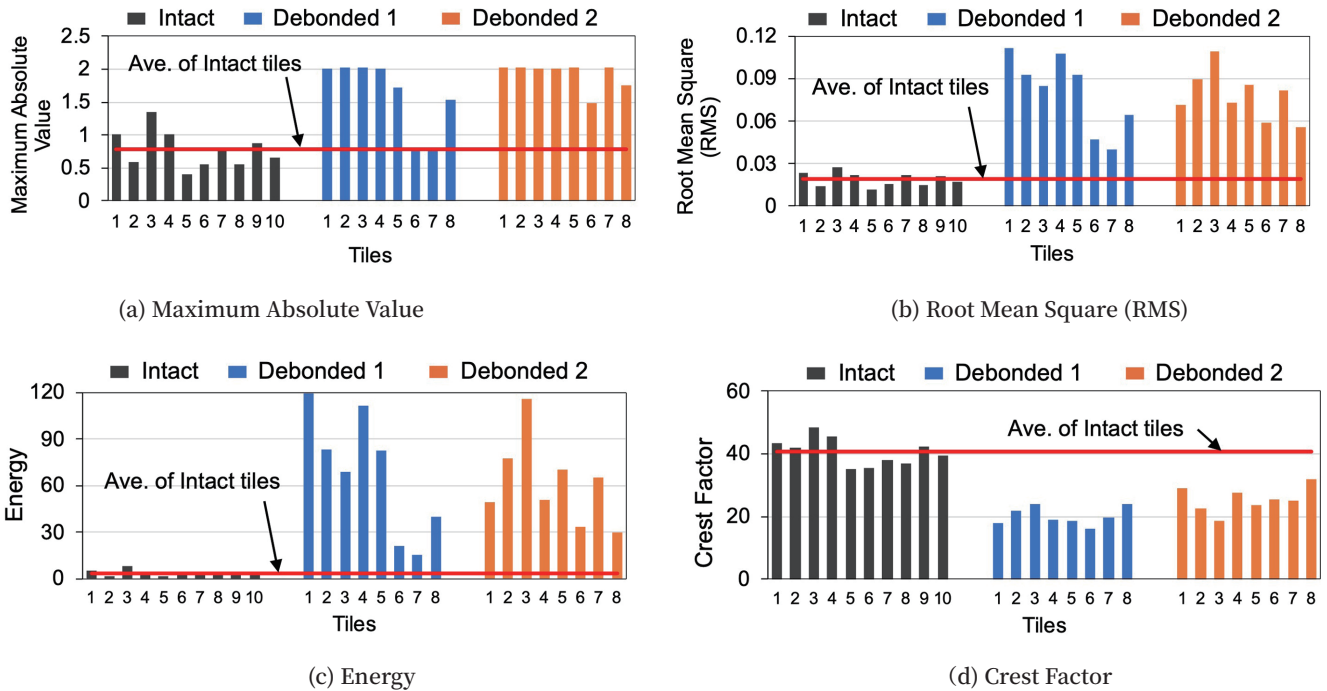 Intact Debonded 1 Debonded 2
Maximum Absolute
Value
2.5
2
1.5
1
0.5
0
Ave. of Intact tiles
1 2 3 4 5 6 7 8 9 10 1 2 3 4 5 6 7 8 1 2 3 4 5 6 7 8
Tiles
(a) Maximum Absolute Value
Intact Debonded 1 Debonded 2
Root Mean Square
(RMS)
0.12
0.09
0.06
0.03
0
Ave. of Intact tiles
1 2 3 4 5 6 7 8 9 10 1 2 3 4 5 6 7 8 1 2 3 4 5 6 7 8
Tiles
(b) Root Mean Square (RMS)
Intact Debonded 1 Debonded 2
Energy
120
90
60
30
0
Ave. of Intact tiles
1 2 3 4 5 6 7 8 9 10 1 2 3 4 5 6 7 8 1 2 3 4 5 6 7 8
Tiles
(c) Energy
Intact Debonded 1 Debonded 2
Crest Factor
60
40
20
0
Ave. of Intact tiles
1 2 3 4 5 6 7 8 9 10 1 2 3 4 5 6 7 8 1 2 3 4 5 6 7 8
Tiles
(d) Crest Factor